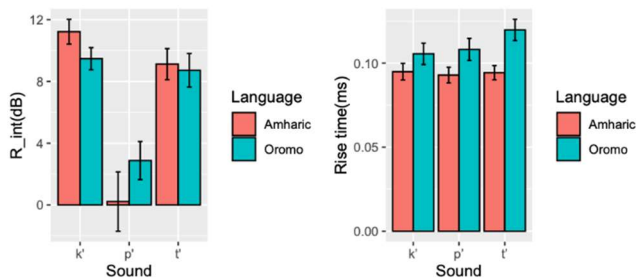 R_int(dB)
12
8
4
0
k'
p'
t'
Sound
Language
Amharic
Oromo
Rise time(ms)
0.10
0.05
0.00
k'
p'
t'
Sound
Language
Amharic
Oromo